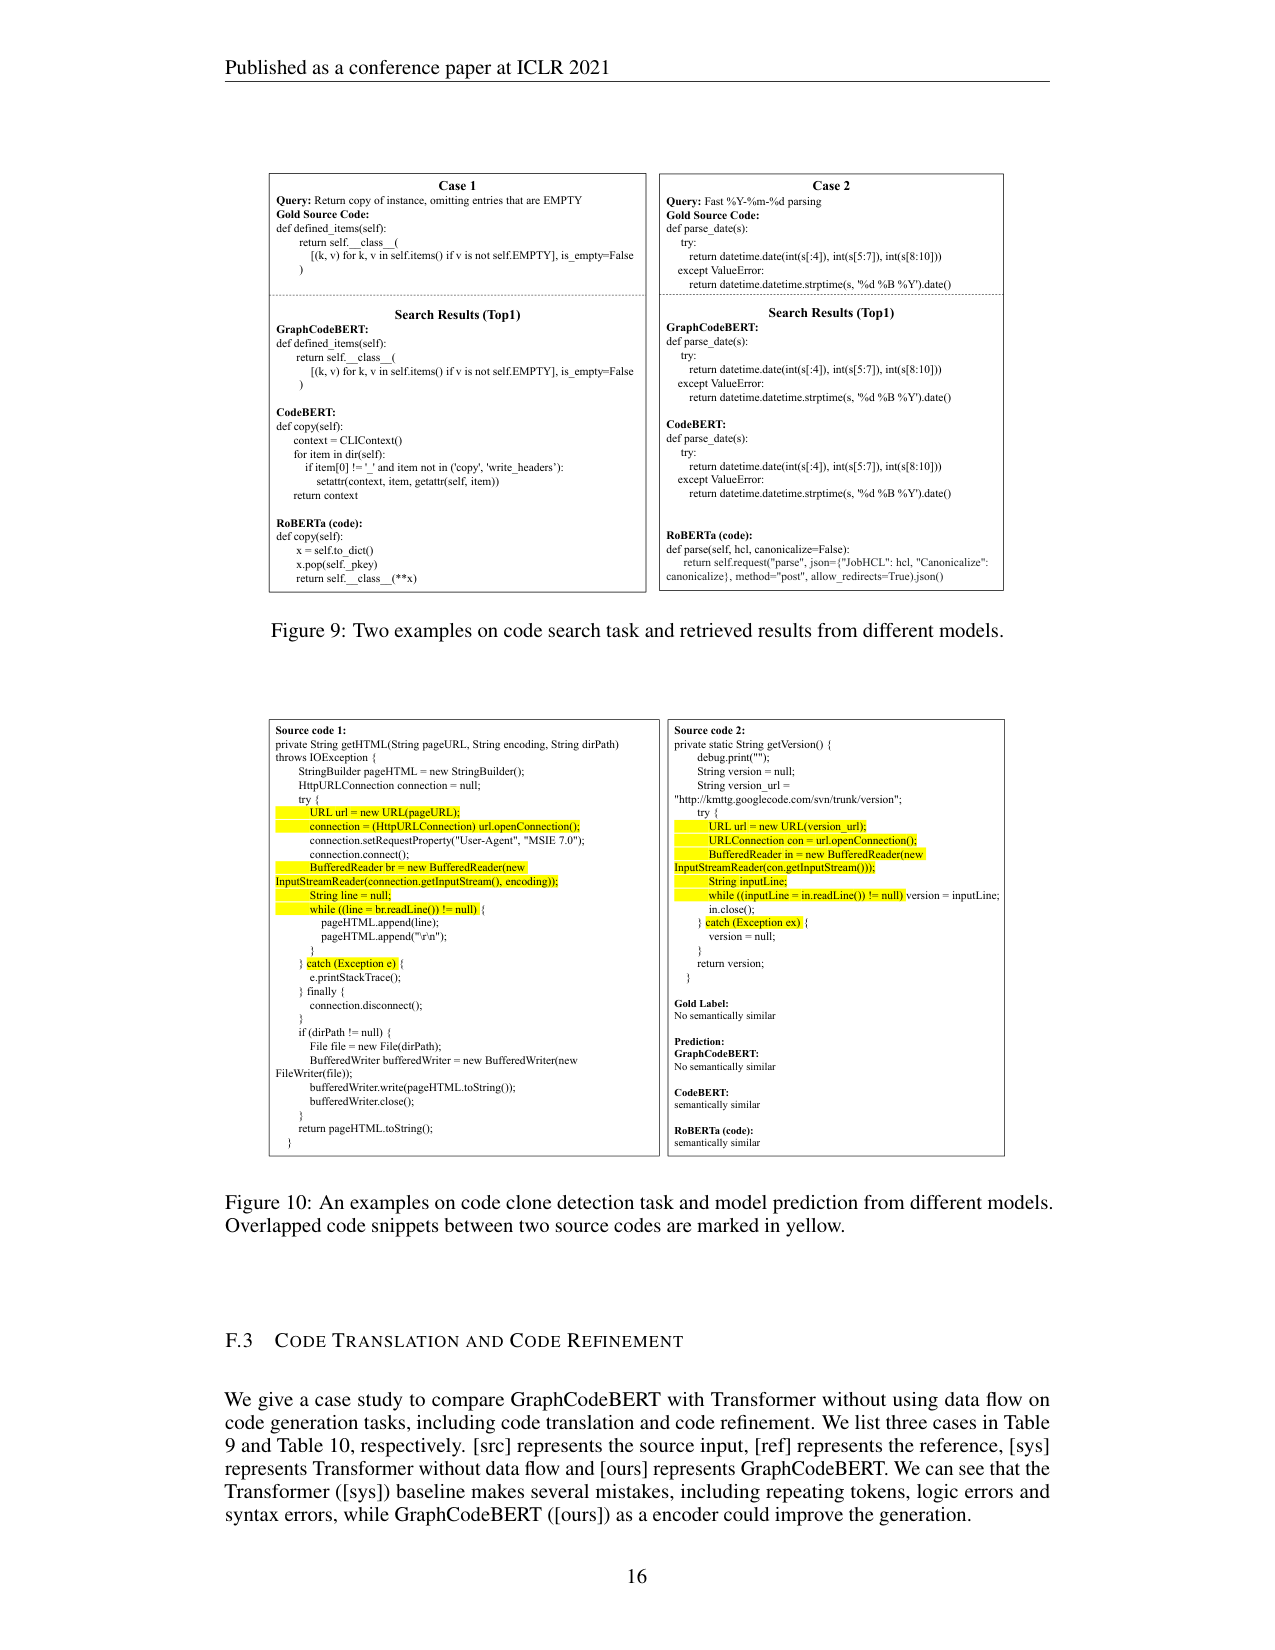 Published as a conference paper at ICLR 2021
Case 1
Query: Return copy of instance, omitting entries that are EMPTY
Gold Source Code:
def defined_items(self):
return self.__class__(
[(k, v) for k, v in self.items() if v is not self.EMPTY], is_empty=False
)
Search Results (Top1)
GraphCodeBERT:
def defined_items(self):
return self.__class__(
[(k, v) for k, v in self.items() if v is not self.EMPTY], is_empty=False
)
CodeBERT:
def copy(self):
context = CLIContext()
for item in dir(self):
if item[0] != '_' and item not in ('copy', 'write_headers'):
setattr(context, item, getattr(self, item))
return context
RoBERTa (code):
def copy(self):
x = self.to_dict()
x.pop(self._pkey)
return self.__class__(**x)
Case 2
Query: Fast %Y-%m-%d parsing
Gold Source Code:
def parse_date(s):
try:
return datetime.date(int(s[:4]), int(s[5:7]), int(s[8:10]))
except ValueError:
return datetime.datetime.strptime(s, '%d %B %Y').date()
Search Results (Top1)
GraphCodeBERT:
def parse_date(s):
try:
return datetime.date(int(s[:4]), int(s[5:7]), int(s[8:10]))
except ValueError:
return datetime.datetime.strptime(s, '%d %B %Y').date()
CodeBERT:
def parse_date(s):
try:
return datetime.date(int(s[:4]), int(s[5:7]), int(s[8:10]))
except ValueError:
return datetime.datetime.strptime(s, '%d %B %Y').date()
RoBERTa (code):
def parse(self, hcl, canonicalize=False):
return self.request("parse", json={"JobHCL": hcl, "Canonicalize":
canonicalize}, method="post", allow_redirects=True).json()
Figure 9: Two examples on code search task and retrieved results from different models.
Source code 1:
private String getHTML(String pageURL, String encoding, String dirPath)
throws IOException {
StringBuilder pageHTML = new StringBuilder();
HttpURLConnection connection = null;
try {
URL url = new URL(pageURL);
connection = (HttpURLConnection) url.openConnection();
connection.setRequestProperty("User-Agent", "MSIE 7.0");
connection.connect();
BufferedReader br = new BufferedReader(new
InputStreamReader(connection.getInputStream(), encoding));
String line = null;
while ((line = br.readLine()) != null) {
pageHTML.append(line);
pageHTML.append("\r\n");
}
} catch (Exception e) {
e.printStackTrace();
} finally {
connection.disconnect();
}
if (dirPath != null) {
File file = new File(dirPath);
BufferedWriter bufferedWriter = new BufferedWriter(new
FileWriter(file));
bufferedWriter.write(pageHTML.toString());
bufferedWriter.close();
}
return pageHTML.toString();
}
Source code 2:
private static String getVersion() {
debug.print("");
String version = null;
String version_url =
"http://kmttg.googlecode.com/svn/trunk/version";
try {
URL url = new URL(version_url);
URLConnection con = url.openConnection();
BufferedReader in = new BufferedReader(new
InputStreamReader(con.getInputStream()));
String inputLine;
while ((inputLine = in.readLine()) != null) version = inputLine;
in.close();
} catch (Exception ex) {
version = null;
}
return version;
}
Gold Label:
No semantically similar
Prediction:
GraphCodeBERT:
No semantically similar
CodeBERT:
semantically similar
RoBERTa (code):
semantically similar
Figure 10: An examples on code clone detection task and model prediction from different models.
Overlapped code snippets between two source codes are marked in yellow.
F.3 CODE TRANSLATION AND CODE REFINEMENT
We give a case study to compare GraphCodeBERT with Transformer without using data flow on
code generation tasks, including code translation and code refinement. We list three cases in Table
9 and Table 10, respectively. [src] represents the source input, [ref] represents the reference, [sys]
represents Transformer without data flow and [ours] represents GraphCodeBERT. We can see that the
Transformer ([sys]) baseline makes several mistakes, including repeating tokens, logic errors and
syntax errors, while GraphCodeBERT ([ours]) as a encoder could improve the generation.
16